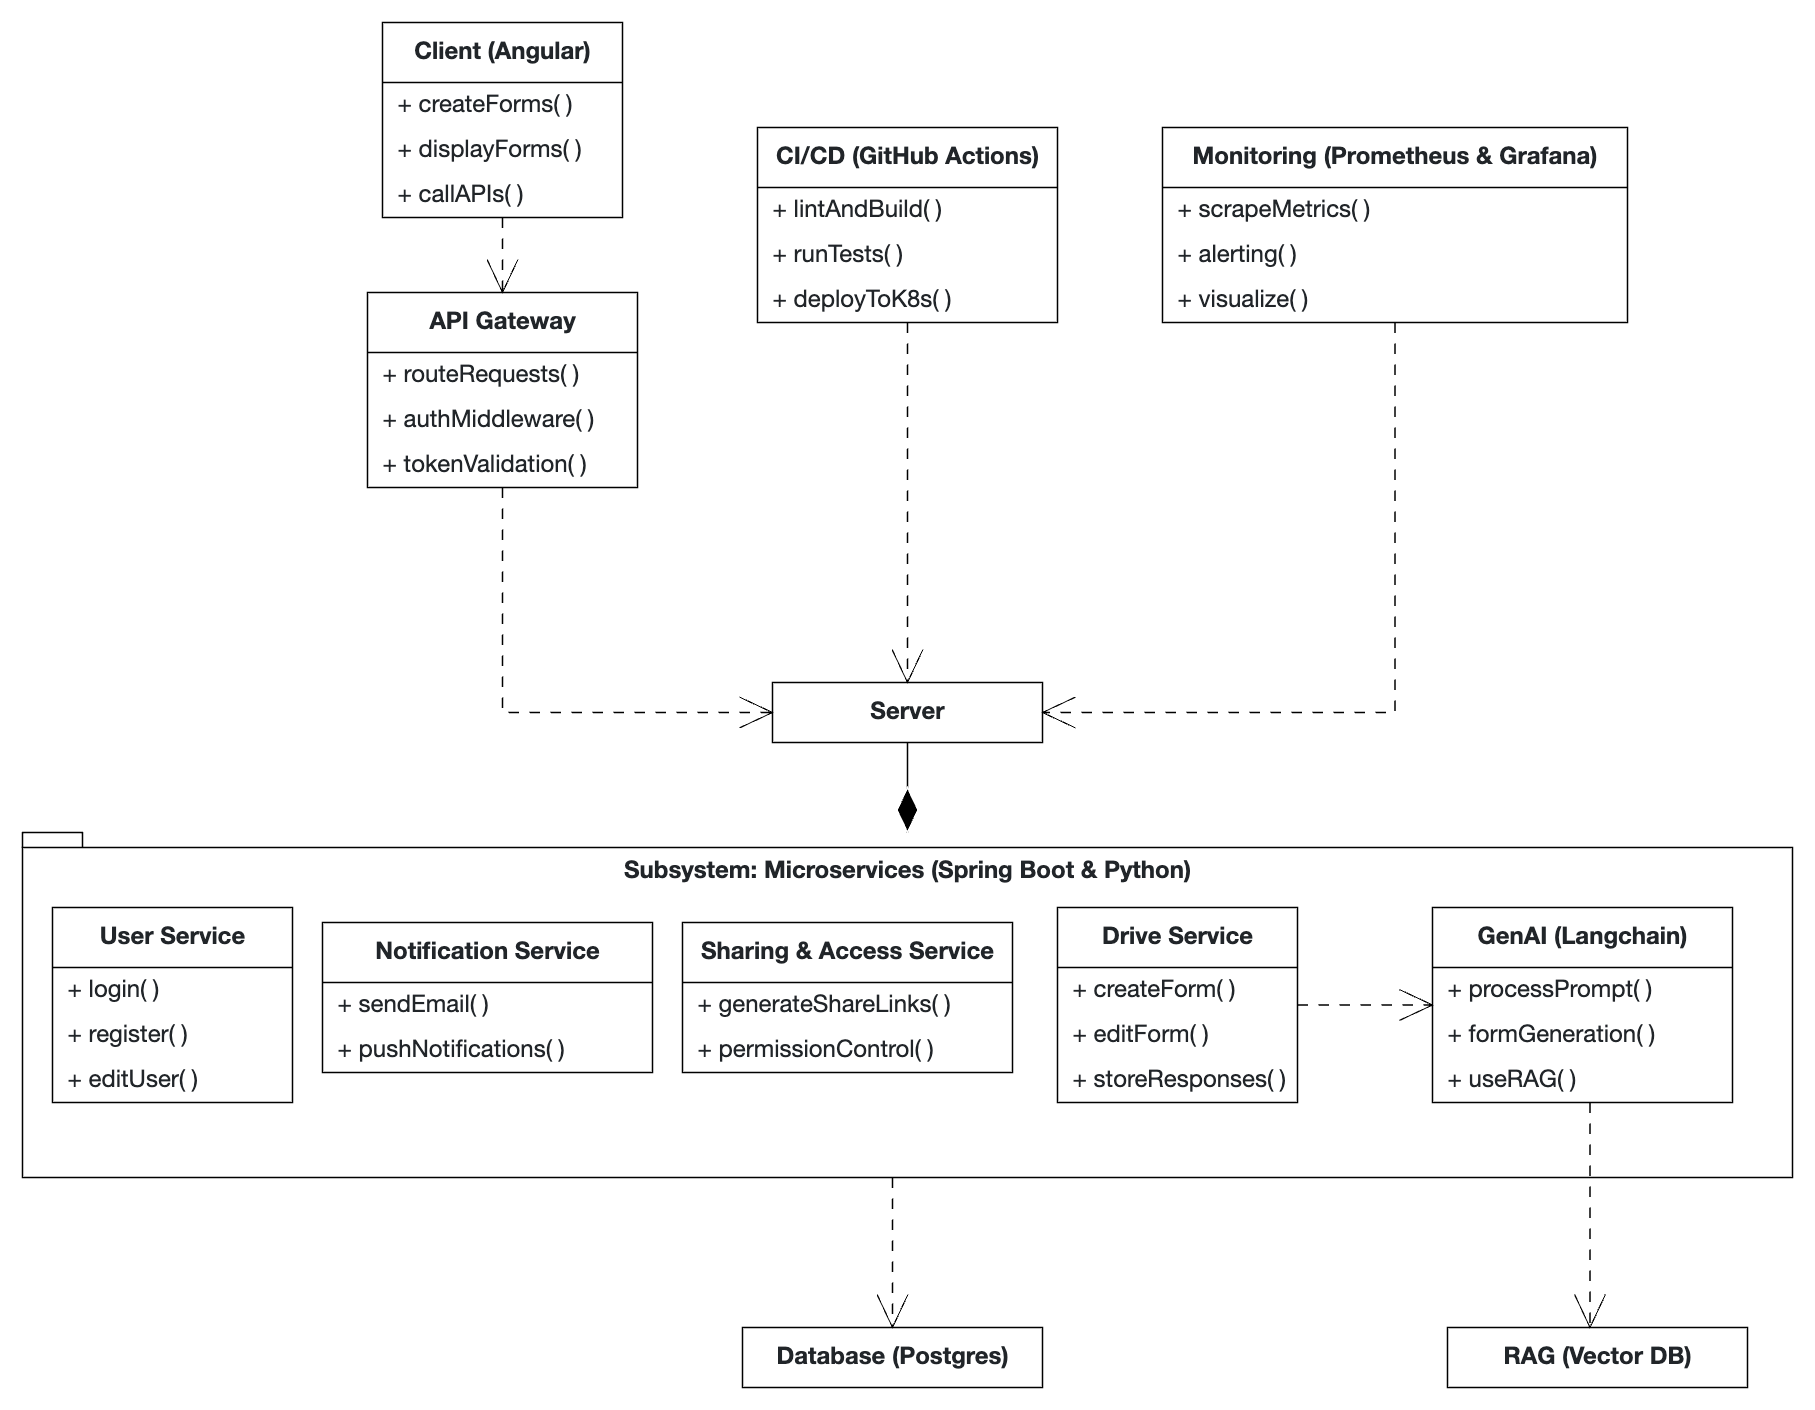 Client (Angular)
+ createForms()
+ displayForms()
+ callAPIs()
CI/CD (GitHub Actions)
+ lintAndBuild()
+ runTests()
+ deployToK8s()
Monitoring (Prometheus & Grafana)
+ scrapeMetrics()
+ alerting()
+ visualize()
API Gateway
+ routeRequests()
+ authMiddleware()
+ tokenValidation()
Server
Subsystem: Microservices (Spring Boot & Python)
User Service
+ login()
+ register()
+ editUser()
Notification Service
+ sendEmail()
+ pushNotifications()
Sharing & Access Service
+ generateShareLinks()
+ permissionControl()
Drive Service
+ createForm()
+ editForm()
+ storeResponses()
GenAI (Langchain)
+ processPrompt()
+ formGeneration()
+ useRAG()
Database (Postgres)
RAG (Vector DB)